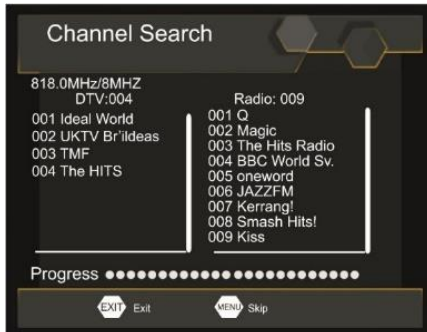 Channel Search
818.0MHz/8MHZ
DTV:004
001 Ideal World
002 UKTV Br'ildeas
003 TMF
004 The HITS
Radio: 009
001 Q
002 Magic
003 The Hits Radio
004 BBC World Sv.
005 oneword
006 JAZZFM
007 Kerrang!
008 Smash Hits!
009 Kiss
Progress
EXIT Exit
MENU Skip